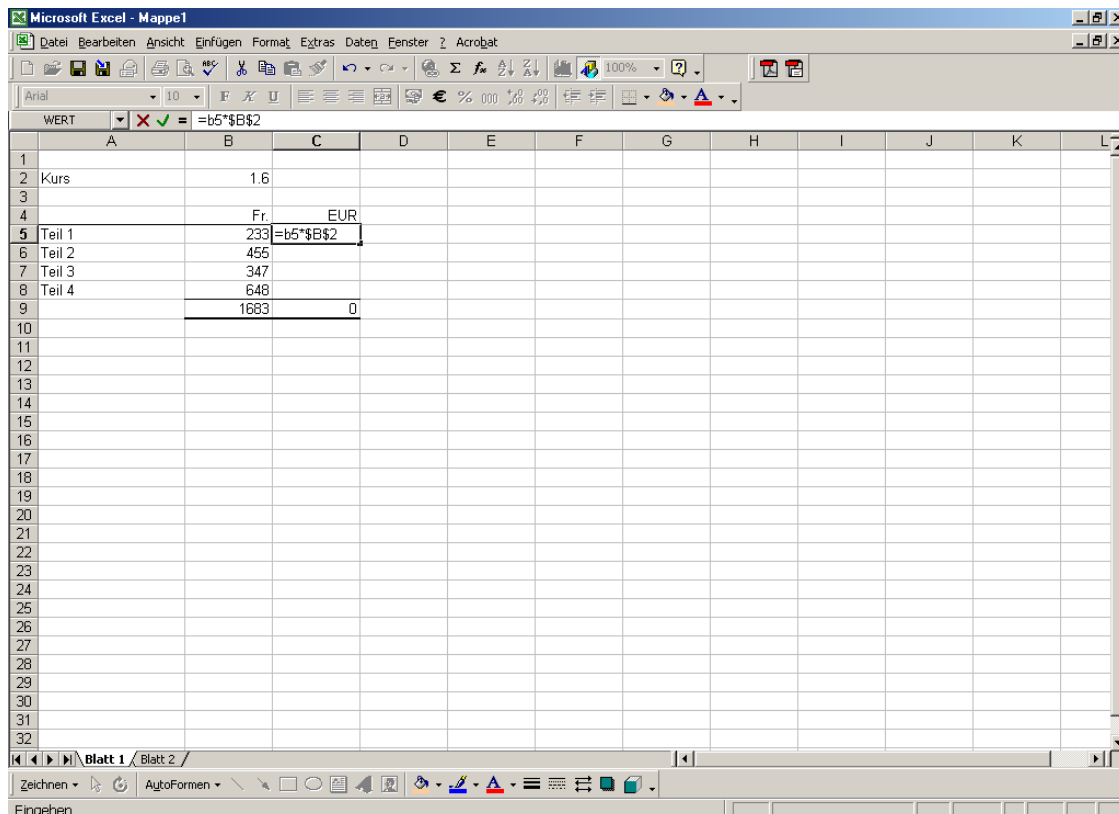 Microsoft Excel - Mappe1
Datei Bearbeiten Ansicht Einfügen Format Extras Daten Fenster ? Acrobat
100%
Arial 10 F K U € % 000
WERT = =b5*$B$2
A B C D E F G H I J K L
1
2 Kurs 1.6
3
4 Fr. EUR
5 Teil 1 233 =b5*$B$2
6 Teil 2 455
7 Teil 3 347
8 Teil 4 648
9 1683 0
10
11
12
13
14
15
16
17
18
19
20
21
22
23
24
25
26
27
28
29
30
31
32
Blatt 1 Blatt 2
Zeichnen AutoFormen
Eingeben